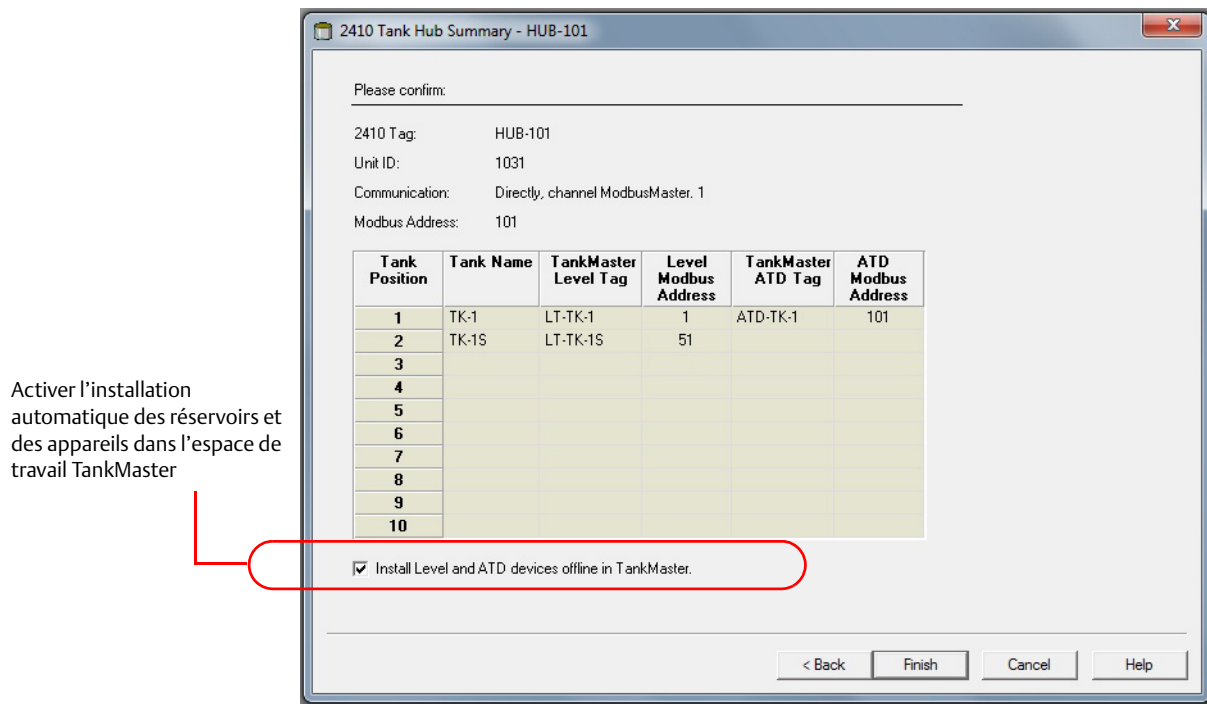 2410 Tank Hub Summary - HUB-101
Please confirm:
2410 Tag: HUB-101
Unit ID: 1031
Communication: Directly, channel ModbusMaster. 1
Modbus Address: 101
Tank Position Tank Name TankMaster Level Tag Level Modbus Address TankMaster ATD Tag ATD Modbus Address
1 TK-1 LT-TK-1 1 ATD-TK-1 101
2 TK-1S LT-TK-1S 51
3
4
5
6
7
8
9
10
Activer l’installation
automatique des réservoirs et
des appareils dans l’espace de
travail TankMaster
Install Level and ATD devices offline in TankMaster.
< Back Finish Cancel Help